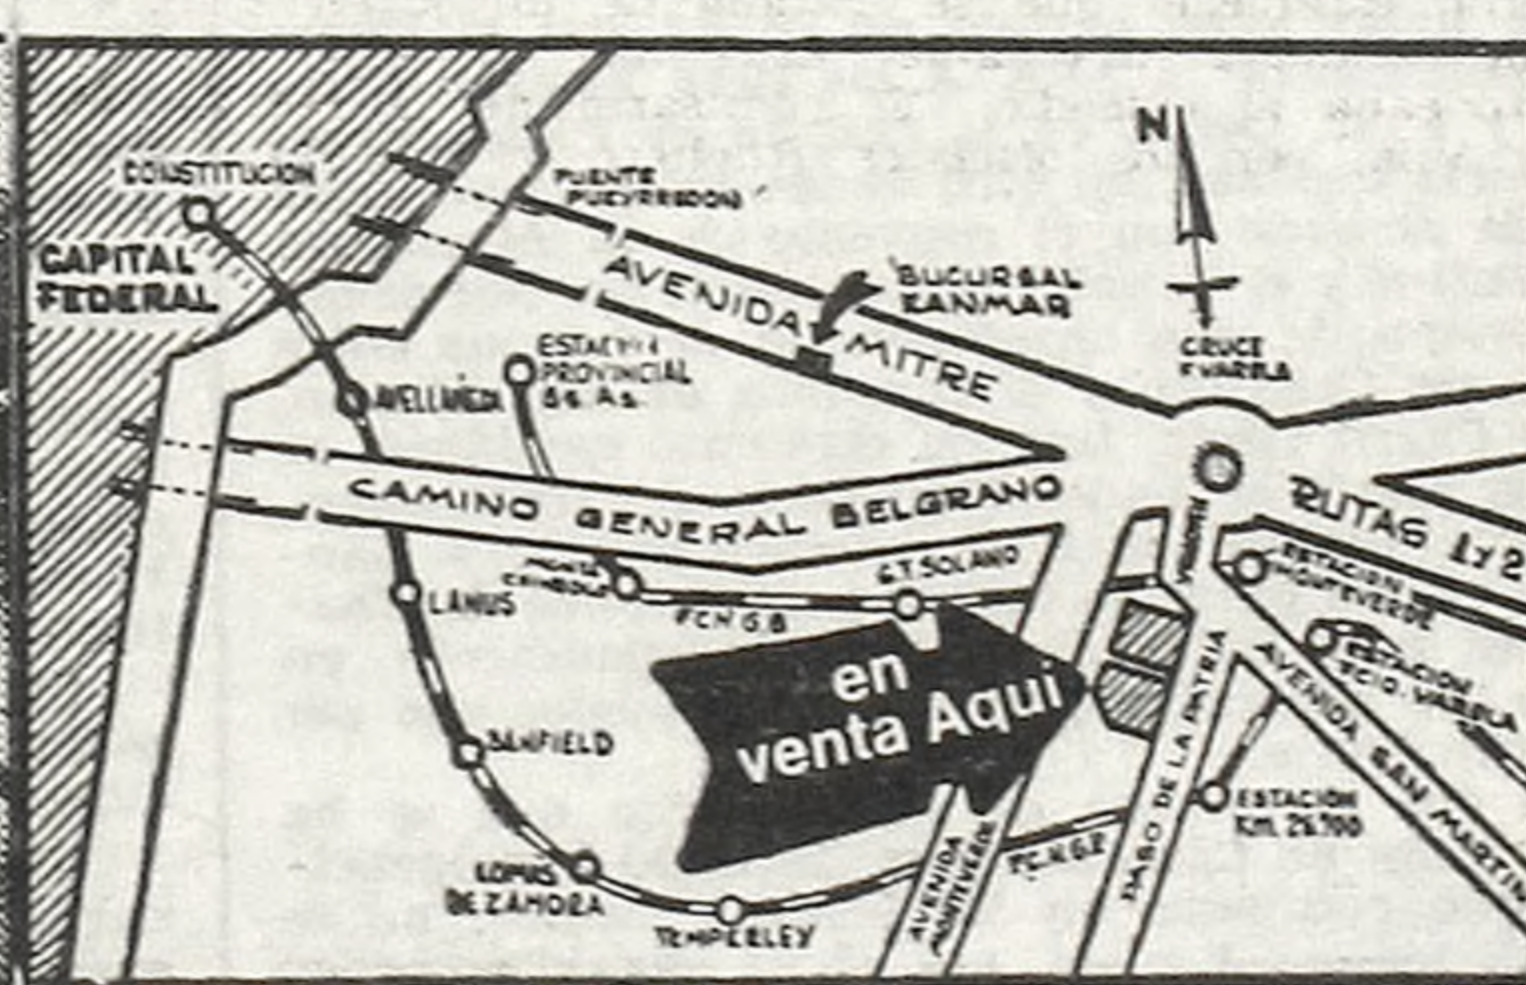 N
CONSTITUCION
CAPITAL
FEDERAL
PUENTE
PUEYRREDON
AVENIDA MITRE
SUCURSAL
KANMAR
CRUCE
F. VARELA
AVELLANEDA
PROVINCIAL
Bs. As.
CAMINO GENERAL BELGRANO
RUTAS 1 y 2
LANUS
MONTE
G.T. SOLANO
F.C.N.G.B
ESTACION
MONTEVERDE
ESTACION
FCIO. VARELA
en
venta Aqui
BANFIELD
AVENIDA SAN MARTIN
ESTACION
Km. 26.700
LOMAS
DE ZAMORA
TEMPERLEY
AVENIDA
MONTEVERDE
F.C.N.G.R
DE LA PATRIA